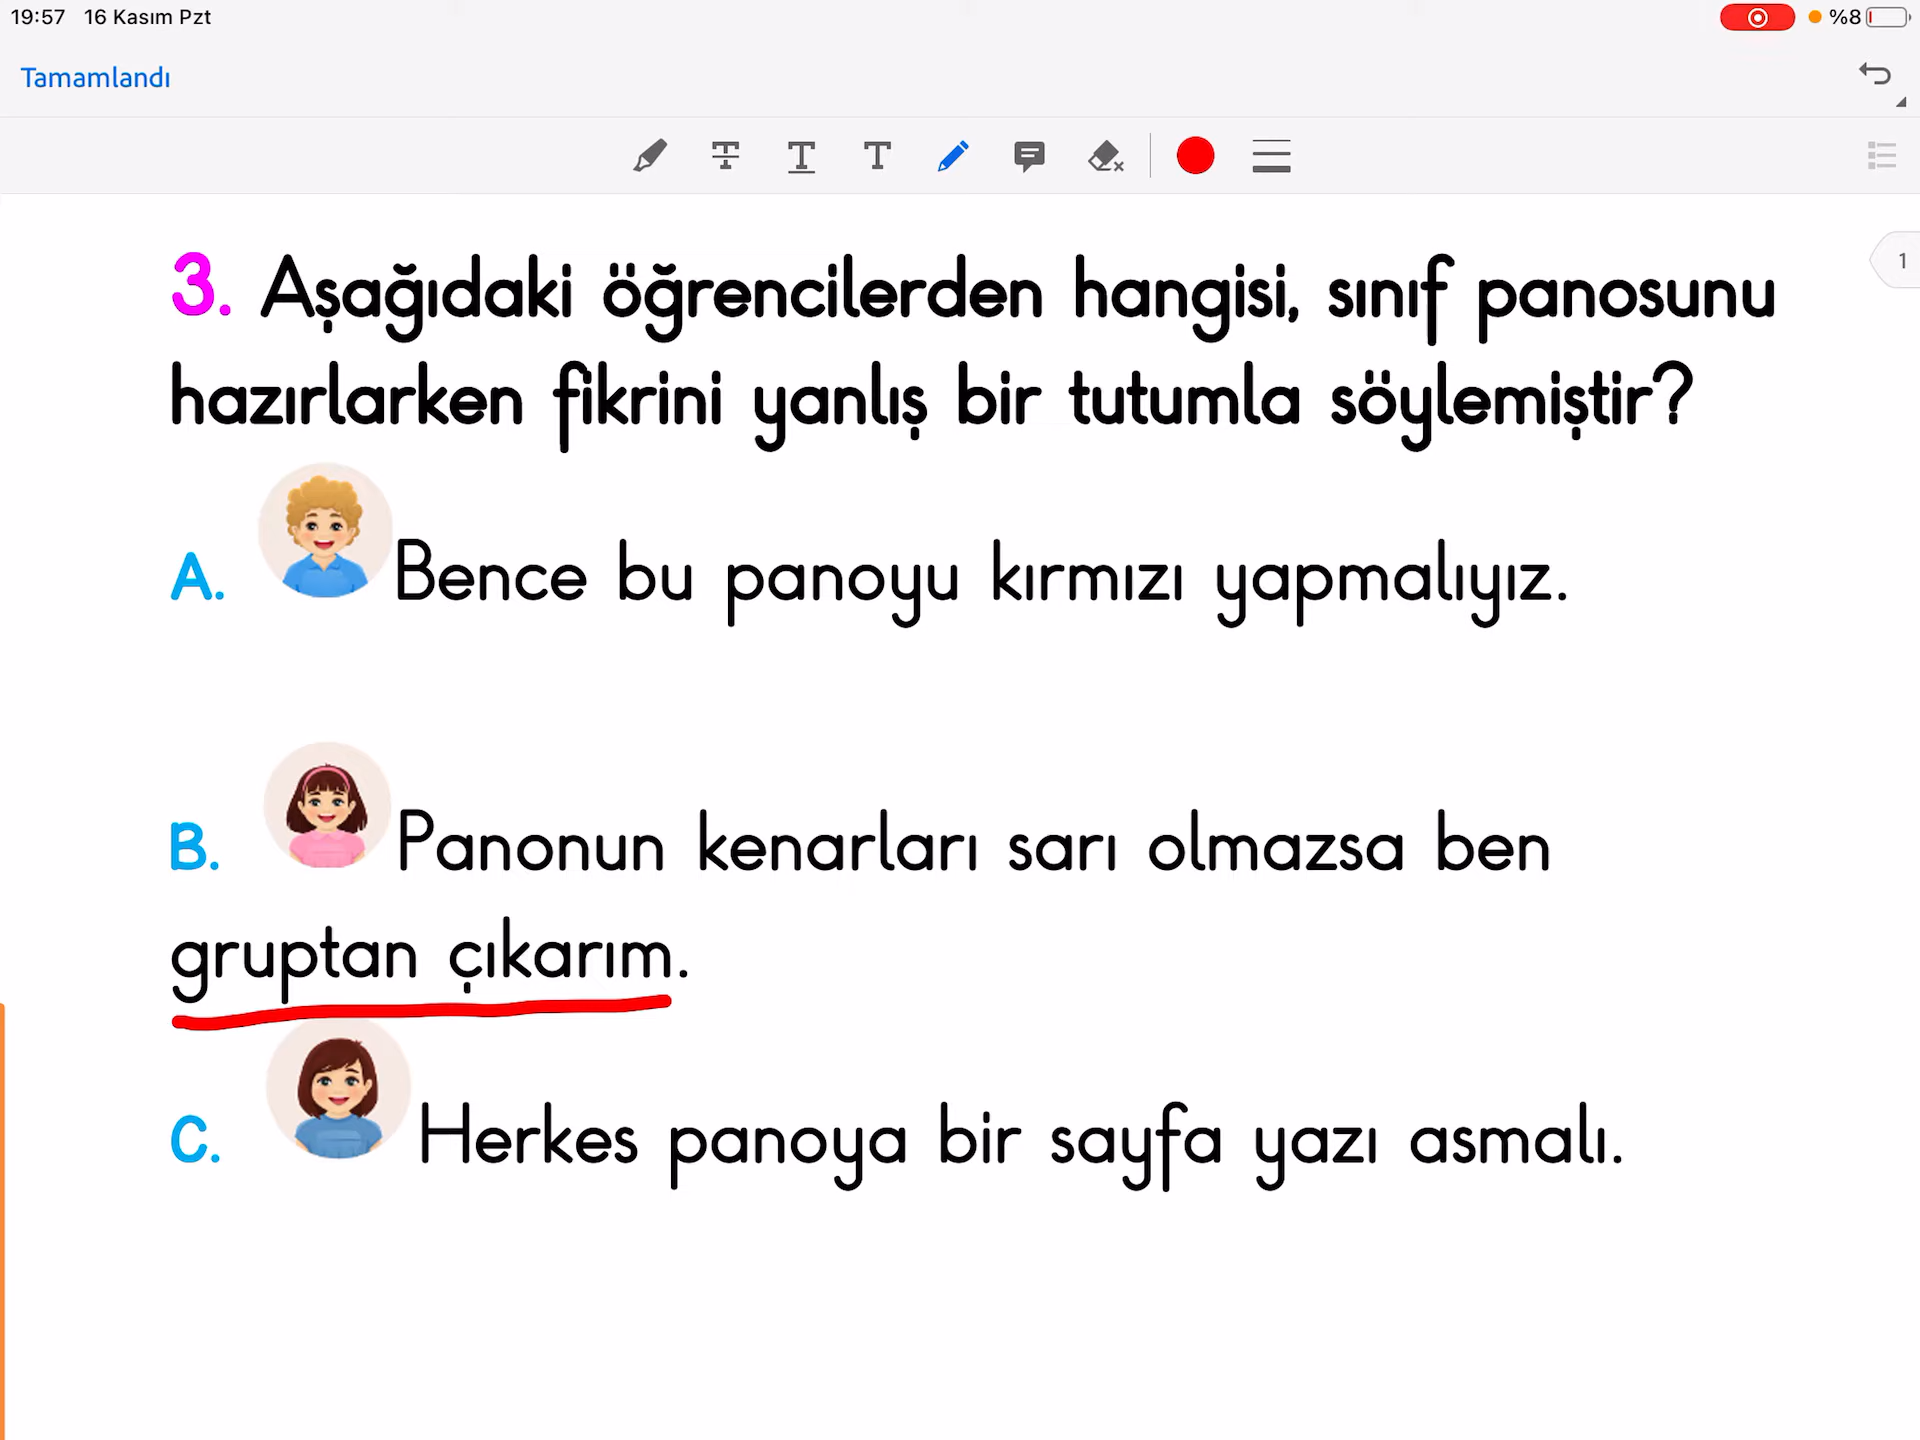 19:57 16 Kasım Pzt %8
Tamamlandı
T T T
1
3. Aşağıdaki öğrencilerden hangisi, sınıf panosunu
hazırlarken fikrini yanlış bir tutumla söylemiştir?
A. Bence bu panoyu kırmızı yapmalıyız.
B. Panonun kenarları sarı olmazsa ben
gruptan çıkarım.
C. Herkes panoya bir sayfa yazı asmalı.